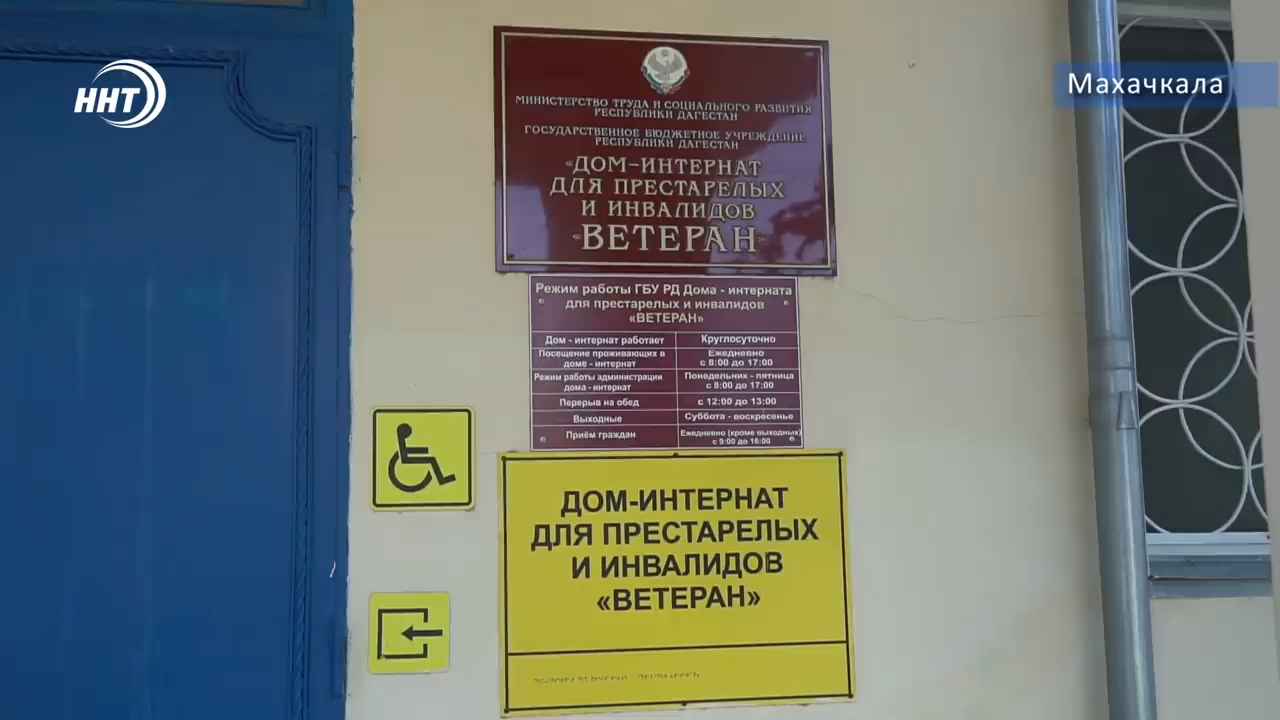 ННТ
Махачкала
МИНИСТЕРСТВО ТРУДА И СОЦИАЛЬНОГО РАЗВИТИЯ
РЕСПУБЛИКИ ДАГЕСТАН
ГОСУДАРСТВЕННОЕ БЮДЖЕТНОЕ УЧРЕЖДЕНИЕ
РЕСПУБЛИКИ ДАГЕСТАН
«ДОМ-ИНТЕРНАТ
ДЛЯ ПРЕСТАРЕЛЫХ
И ИНВАЛИДОВ
«ВЕТЕРАН»
Режим работы ГБУ РД Дома - интерната
для престарелых и инвалидов
«ВЕТЕРАН»
Дом - интернат работает Круглосуточно
Посещение проживающих в
доме - интернат
Ежедневно
с 8:00 до 17:00
Режим работы администрации
дома - интернат
Понедельник - пятница
с 8:00 до 17:00
Перерыв на обед с 12:00 до 13:00
Выходные Суббота - воскресенье
Приём граждан
Ежедневно (кроме выходных)
с 9:00 до 16:00
ДОМ-ИНТЕРНАТ
ДЛЯ ПРЕСТАРЕЛЫХ
И ИНВАЛИДОВ
«ВЕТЕРАН»